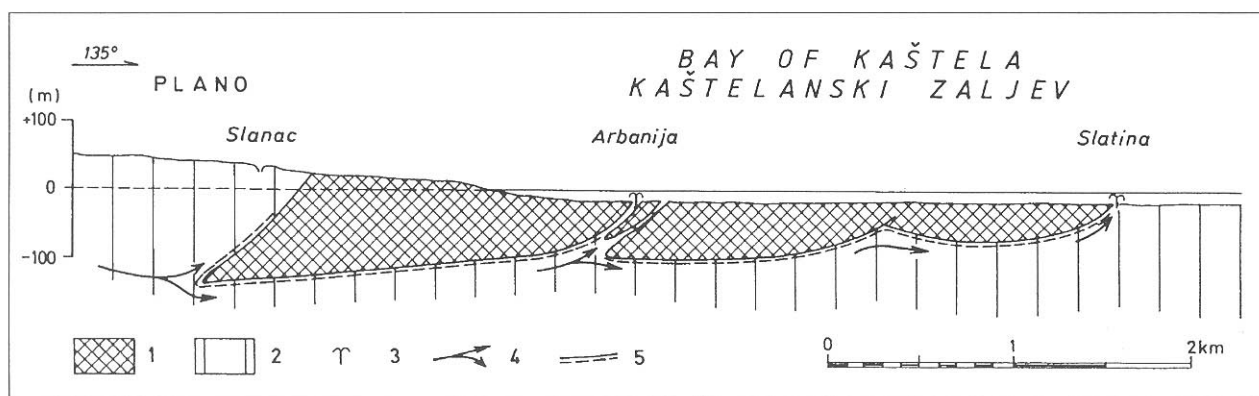 135°
PLANO
BAY OF KAŠTELA
KAŠTELANSKI ZALJEV
(m)
+100
0
-100
Slanac
Arbanija
Slatina
1 2 3 4 5
0 1 2km